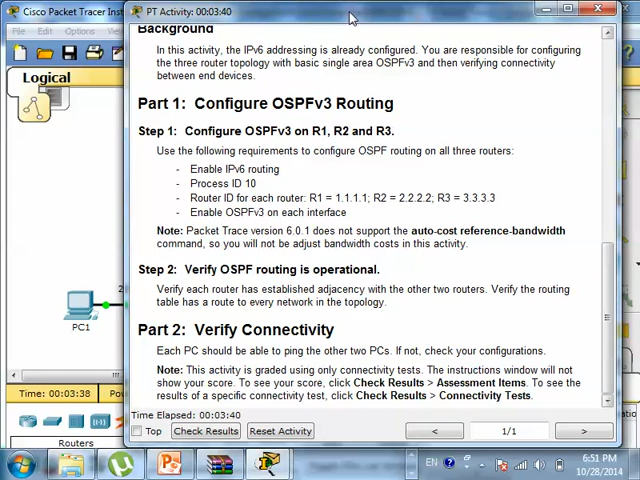 Cisco Packet Tracer Inst
PT Activity: 00:03:40
File Edit Options
Logical
Background
In this activity, the IPv6 addressing is already configured. You are responsible for configuring
the three router topology with basic single area OSPFv3 and then verifying connectivity
between end devices.
Part 1: Configure OSPFv3 Routing
Step 1: Configure OSPFv3 on R1, R2 and R3.
Use the following requirements to configure OSPF routing on all three routers:
- Enable IPv6 routing
- Process ID 10
- Router ID for each router: R1 = 1.1.1.1; R2 = 2.2.2.2; R3 = 3.3.3.3
- Enable OSPFv3 on each interface
Note: Packet Trace version 6.0.1 does not support the auto-cost reference-bandwidth
command, so you will not be adjust bandwidth costs in this activity.
Step 2: Verify OSPF routing is operational.
Verify each router has established adjacency with the other two routers. Verify the routing
table has a route to every network in the topology.
Part 2: Verify Connectivity
Each PC should be able to ping the other two PCs. If not, check your configurations.
Note: This activity is graded using only connectivity tests. The instructions window will not
show your score. To see your score, click Check Results > Assessment Items. To see the
results of a specific connectivity test, click Check Results > Connectivity Tests.
2
PC1
Time: 00:03:38
Pou
Time Elapsed: 00:03:40
Top
Check Results
Reset Activity
<
1/1
>
Routers
EN
6:51 PM
10/28/2014